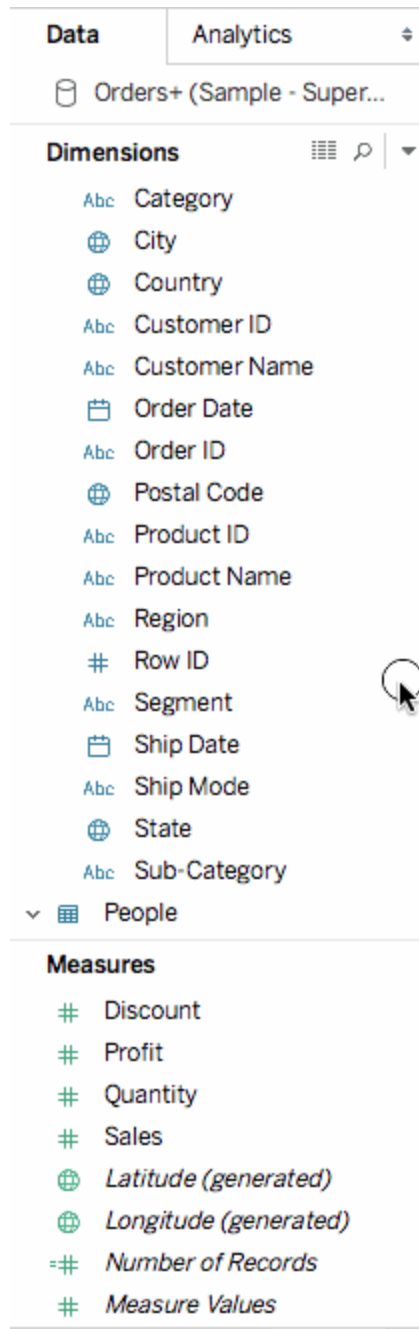 Data Analytics
Orders+ (Sample - Super...
Dimensions
Abc Category
City
Country
Abc Customer ID
Abc Customer Name
Order Date
Abc Order ID
Postal Code
Abc Product ID
Abc Product Name
Abc Region
# Row ID
Abc Segment
Ship Date
Abc Ship Mode
State
Abc Sub-Category
People
Measures
# Discount
# Profit
# Quantity
# Sales
Latitude (generated)
Longitude (generated)
=# Number of Records
# Measure Values